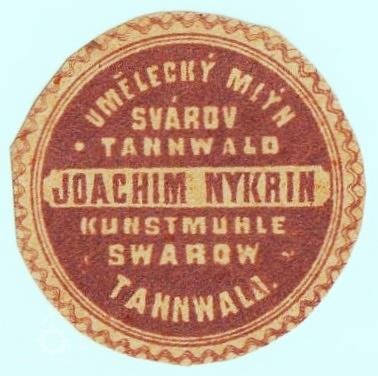 UMĚLECKÝ MLÝN
SVÁROV
• TANNWALD
JOACHIM NYKRIN
KUNSTMUHLE
SWAROW
TANNWALD.